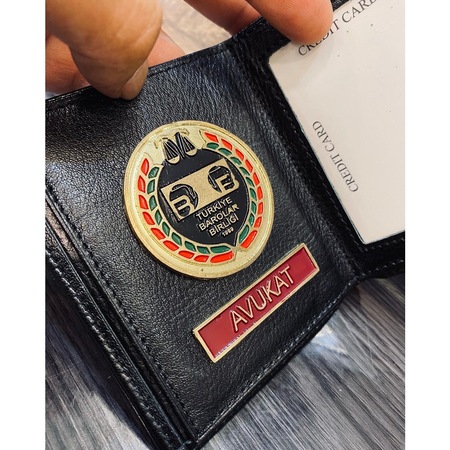 CREDIT CARD
CREDIT CARD
B B
TÜRKİYE
BAROLAR
BİRLİĞİ
1969
AVUKAT